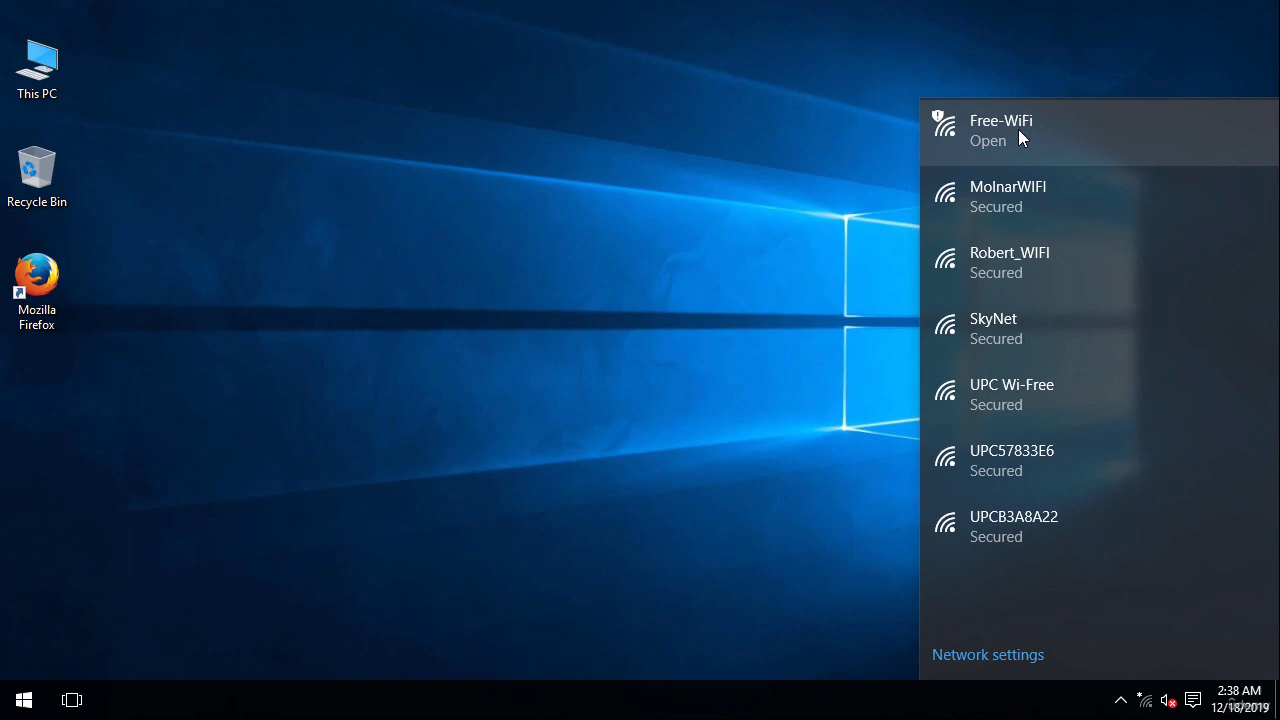 This PC
Recycle Bin
Mozilla
Firefox
Free-WiFi
Open
MolnarWIFI
Secured
Robert_WIFI
Secured
SkyNet
Secured
UPC Wi-Free
Secured
UPC57833E6
Secured
UPCB3A8A22
Secured
Network settings
2:38 AM
12/18/2019